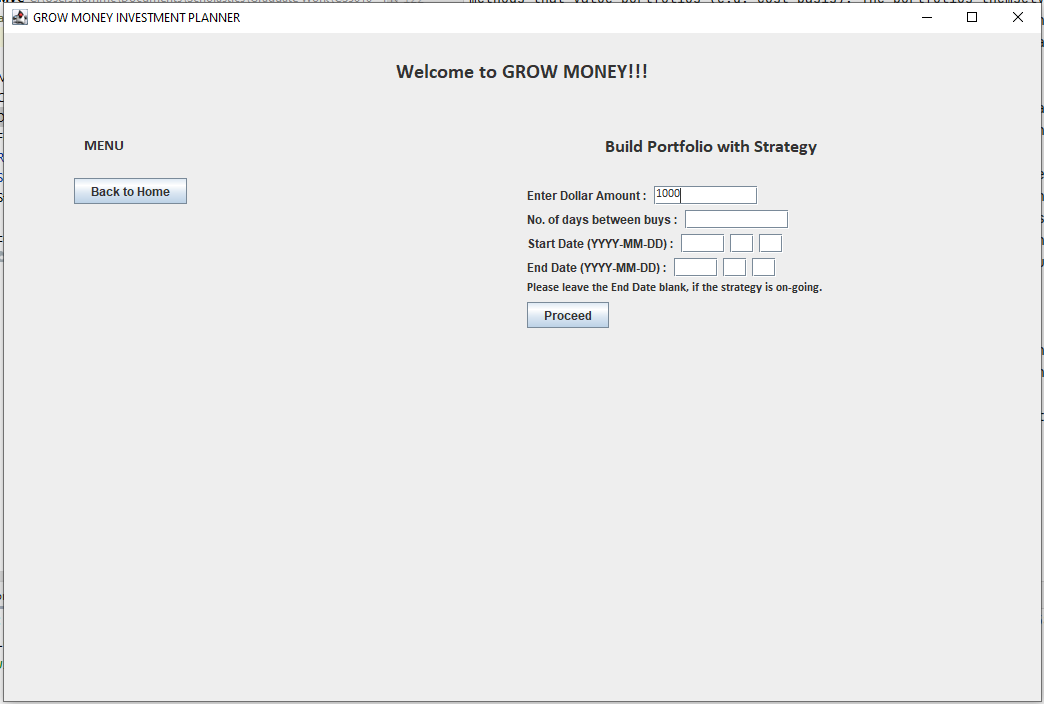 GROW MONEY INVESTMENT PLANNER
Welcome to GROW MONEY!!!
MENU
Back to Home
Build Portfolio with Strategy
Enter Dollar Amount : 1000
No. of days between buys :
Start Date (YYYY-MM-DD) :
End Date (YYYY-MM-DD) :
Please leave the End Date blank, if the strategy is on-going.
Proceed